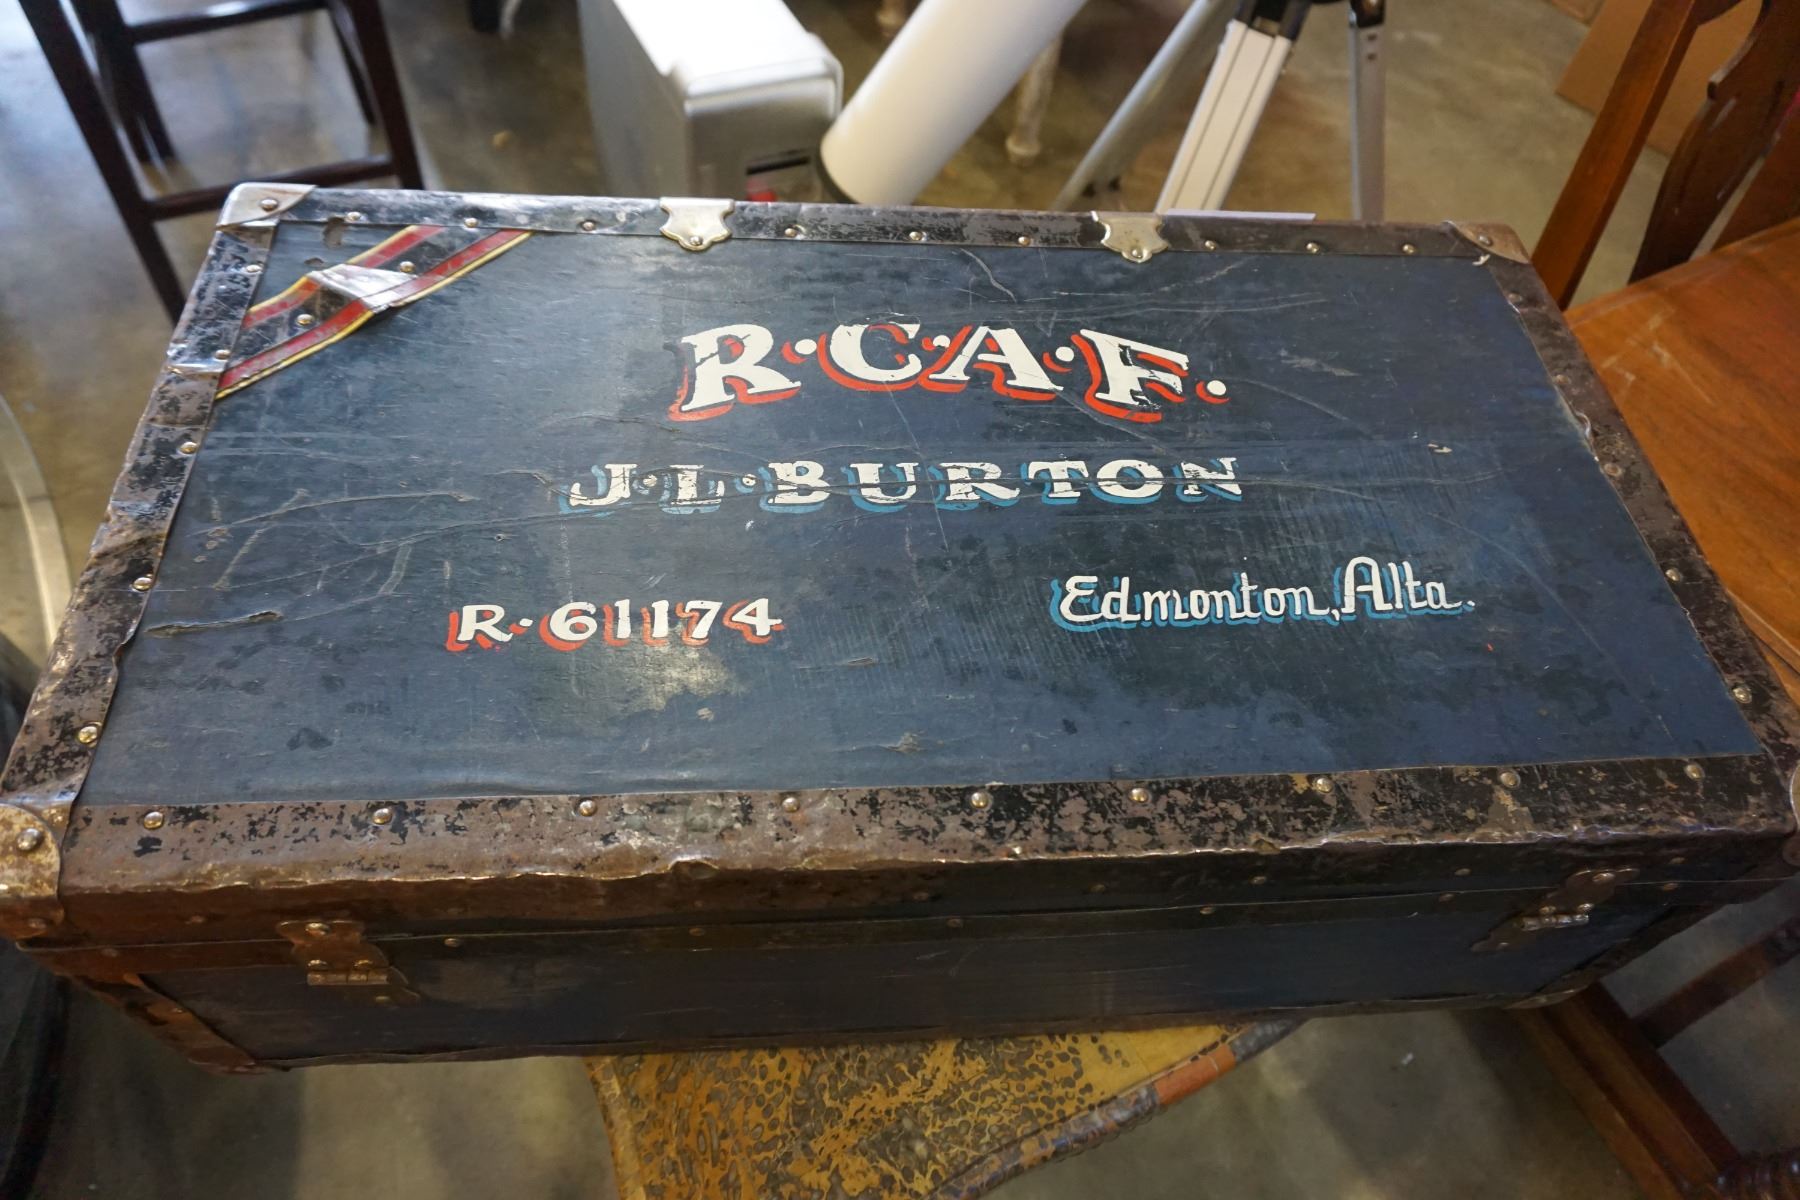 R·C·A·F.
J·L·BURTON
R·61174
Edmonton, Alta.